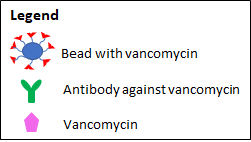 Legend
Bead with vancomycin
Antibody against vancomycin
Vancomycin